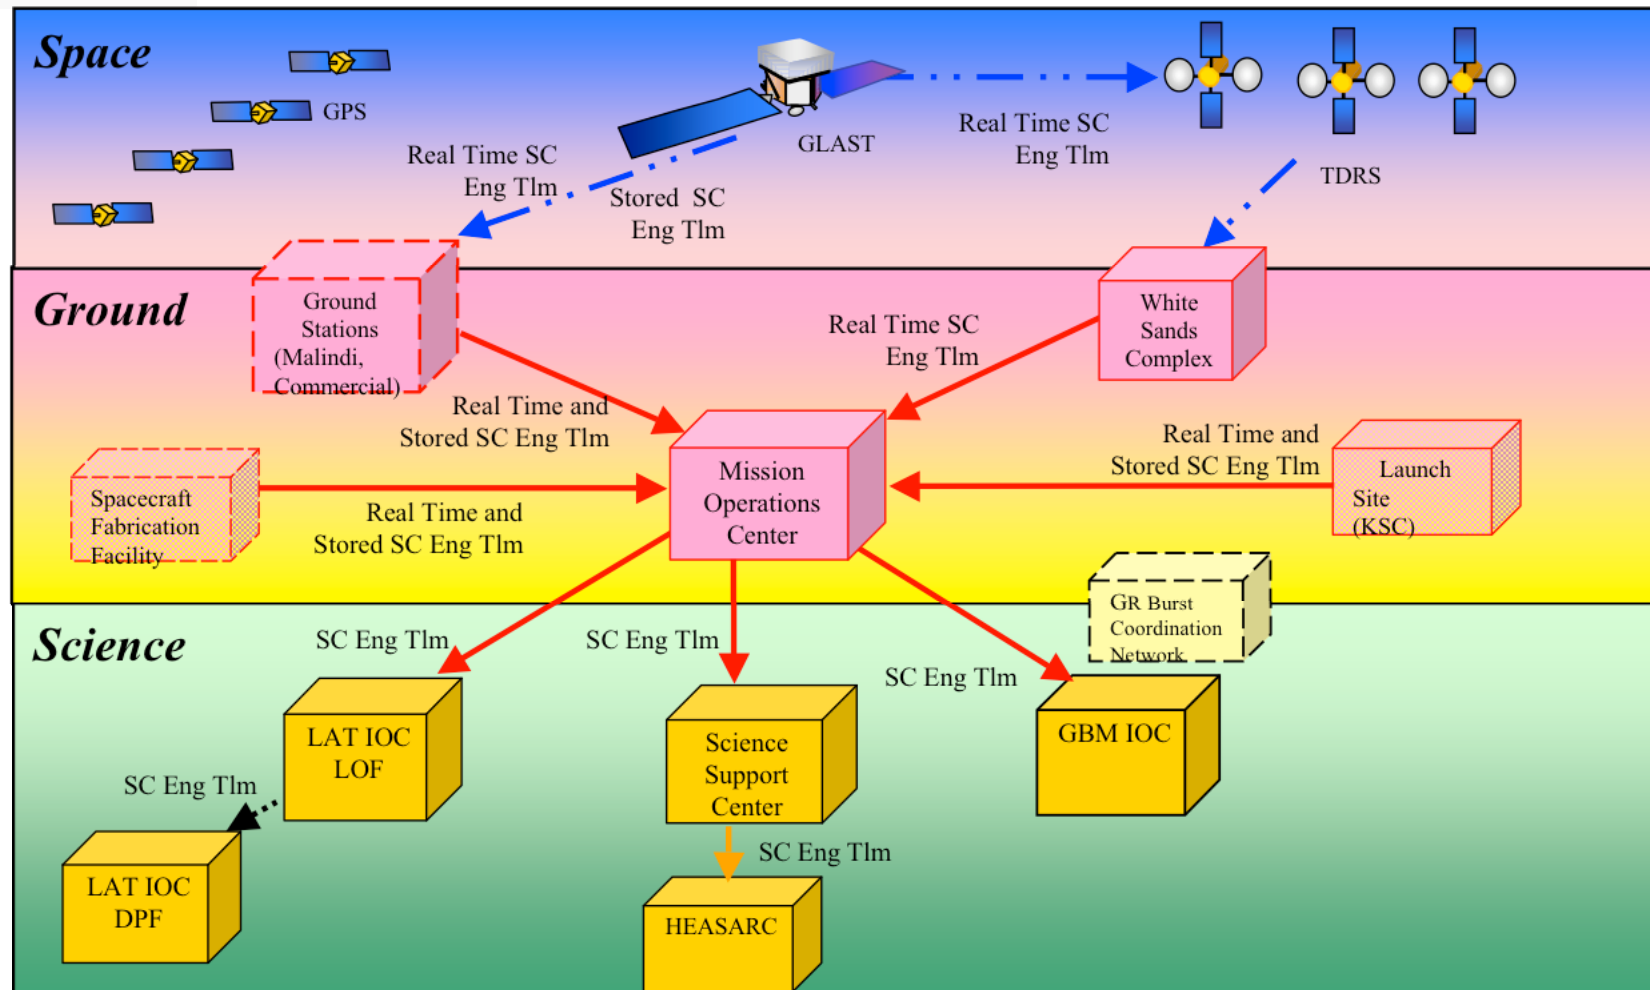 Space
GPS
GLAST
Real Time SC
Eng Tlm
TDRS
Real Time SC
Eng Tlm
Stored SC
Eng Tlm
Ground
Ground
Stations
(Malindi,
Commercial)
White
Sands
Complex
Real Time SC
Eng Tlm
Real Time and
Stored SC Eng Tlm
Real Time and
Stored SC Eng Tlm
Launch
Site
(KSC)
Mission
Operations
Center
Spacecraft
Fabrication
Facility
Real Time and
Stored SC Eng Tlm
GR Burst
Coordination
Network
Science
SC Eng Tlm
SC Eng Tlm
SC Eng Tlm
LAT IOC
LOF
Science
Support
Center
GBM IOC
SC Eng Tlm
LAT IOC
DPF
SC Eng Tlm
HEASARC